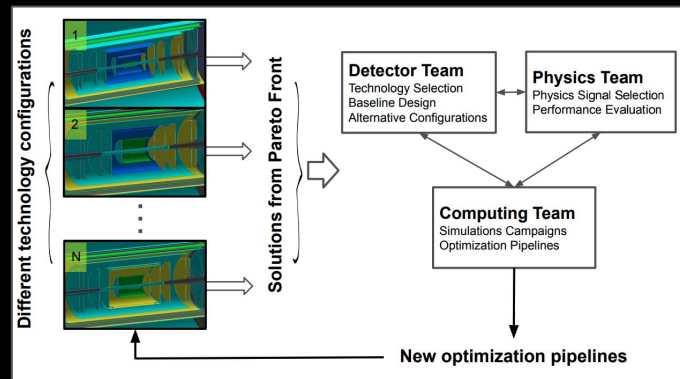 Different technology configurations
1
2
N
Solutions from Pareto Front
Detector Team
Technology Selection
Baseline Design
Alternative Configurations
Physics Team
Physics Signal Selection
Performance Evaluation
Computing Team
Simulations Campaigns
Optimization Pipelines
New optimization pipelines